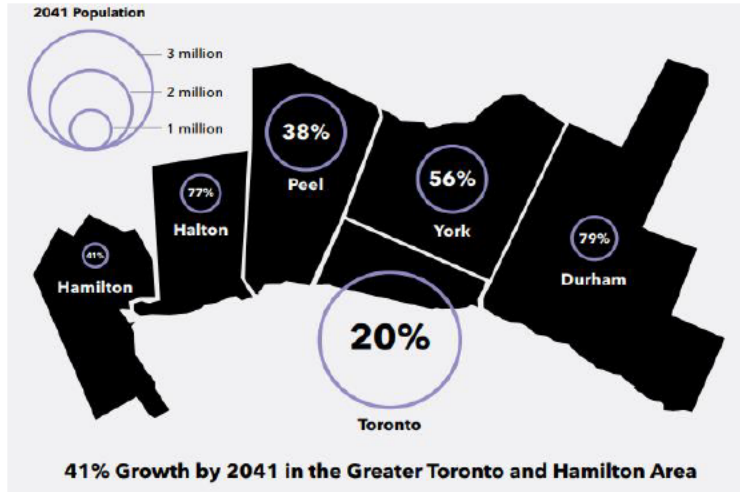 2041 Population
3 million
2 million
1 million
38%
Peel
77%
Halton
56%
York
41%
Hamilton
79%
Durham
20%
Toronto
41% Growth by 2041 in the Greater Toronto and Hamilton Area